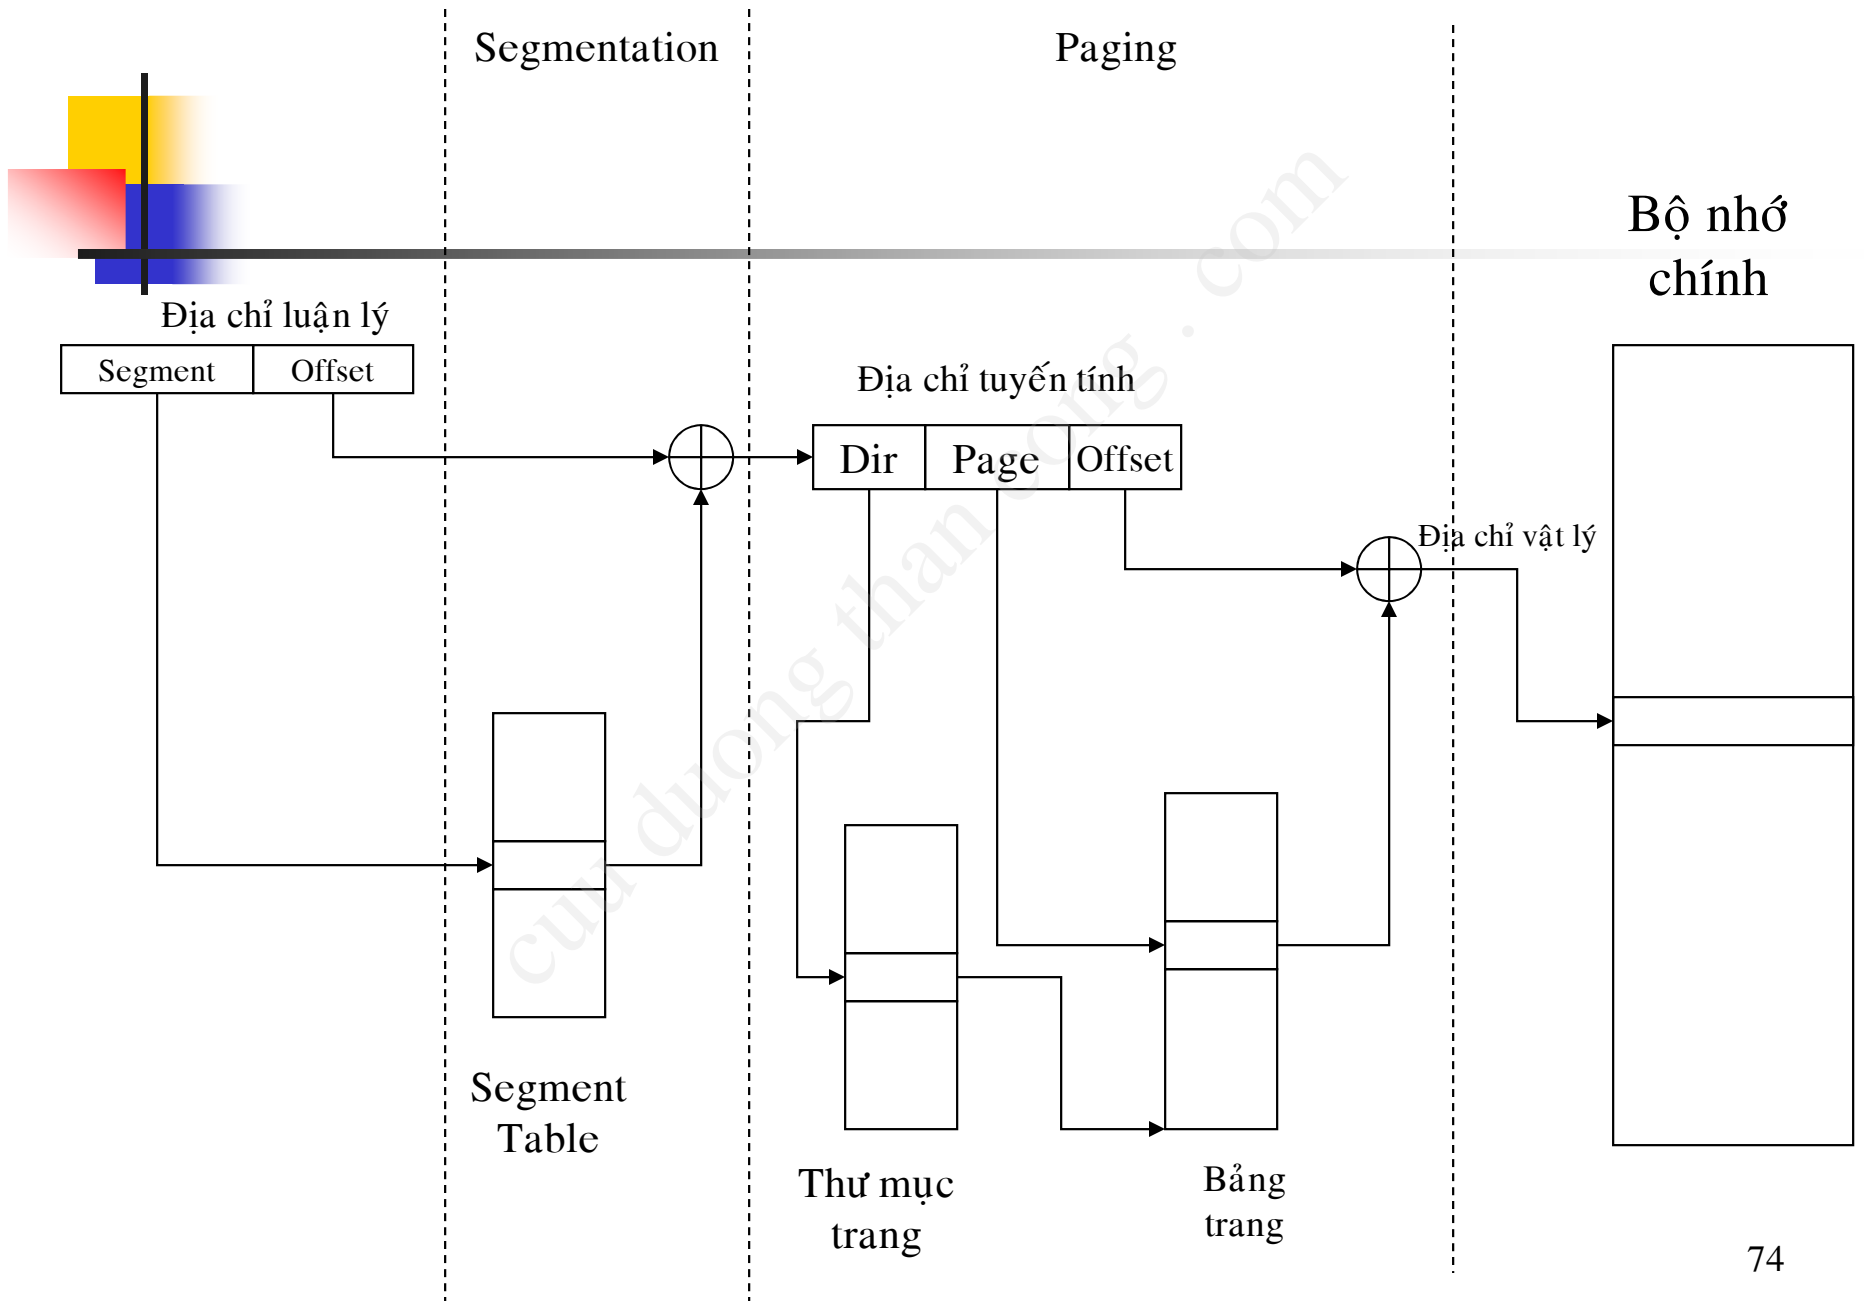 Segmentation
Paging
Bộ nhớ
chính
Địa chỉ luận lý
Segment
Offset
Địa chỉ tuyến tính
Dir
Page
Offset
Địa chỉ vật lý
Segment
Table
Thư mục
trang
Bảng
trang
74
cuu duong than cong . com